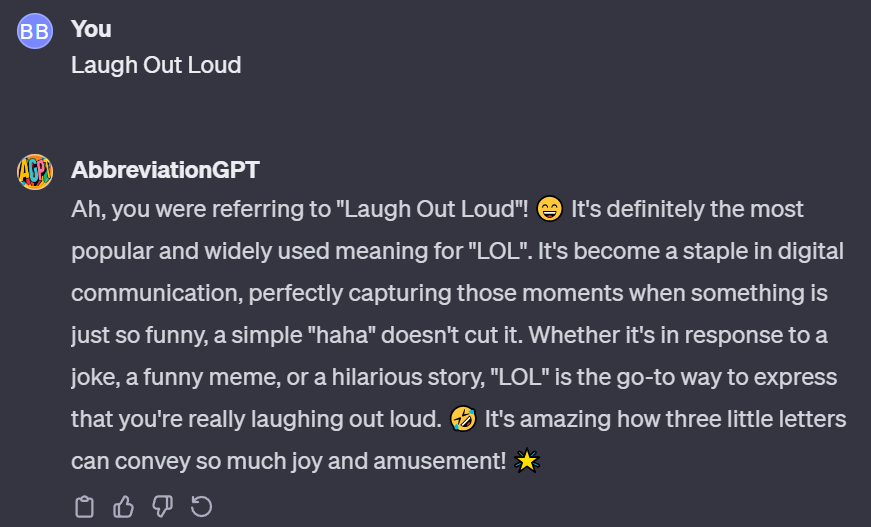 BB
You
Laugh Out Loud
AGPT
AbbreviationGPT
Ah, you were referring to "Laugh Out Loud"! 😄 It's definitely the most
popular and widely used meaning for "LOL". It's become a staple in digital
communication, perfectly capturing those moments when something is
just so funny, a simple "haha" doesn't cut it. Whether it's in response to a
joke, a funny meme, or a hilarious story, "LOL" is the go-to way to express
that you're really laughing out loud. 🤣 It's amazing how three little letters
can convey so much joy and amusement! 🌟